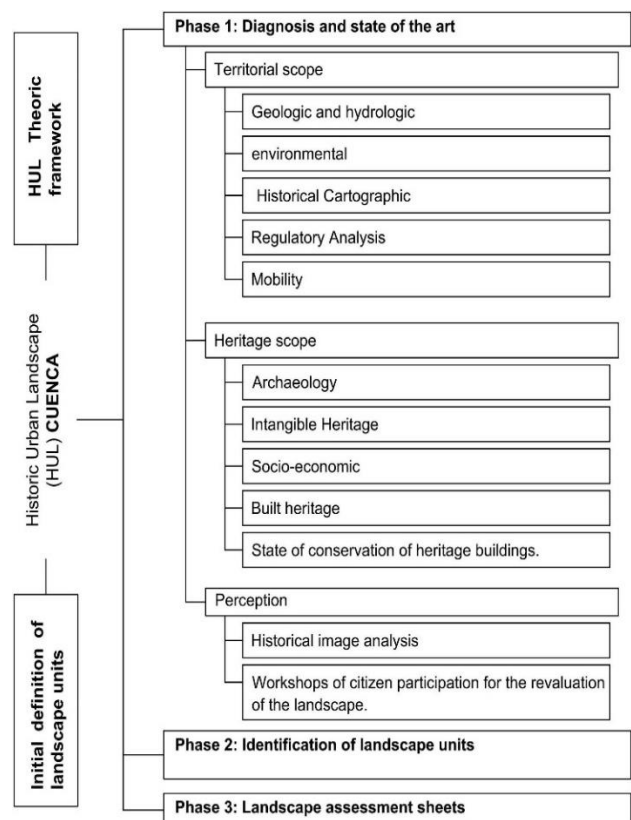 HUL Theoric
framework
Historic Urban Landscape
(HUL) CUENCA
Initial definition of
landscape units
Phase 1: Diagnosis and state of the art
Territorial scope
Geologic and hydrologic
environmental
Historical Cartographic
Regulatory Analysis
Mobility
Heritage scope
Archaeology
Intangible Heritage
Socio-economic
Built heritage
State of conservation of heritage buildings.
Perception
Historical image analysis
Workshops of citizen participation for the revaluation
of the landscape.
Phase 2: Identification of landscape units
Phase 3: Landscape assessment sheets